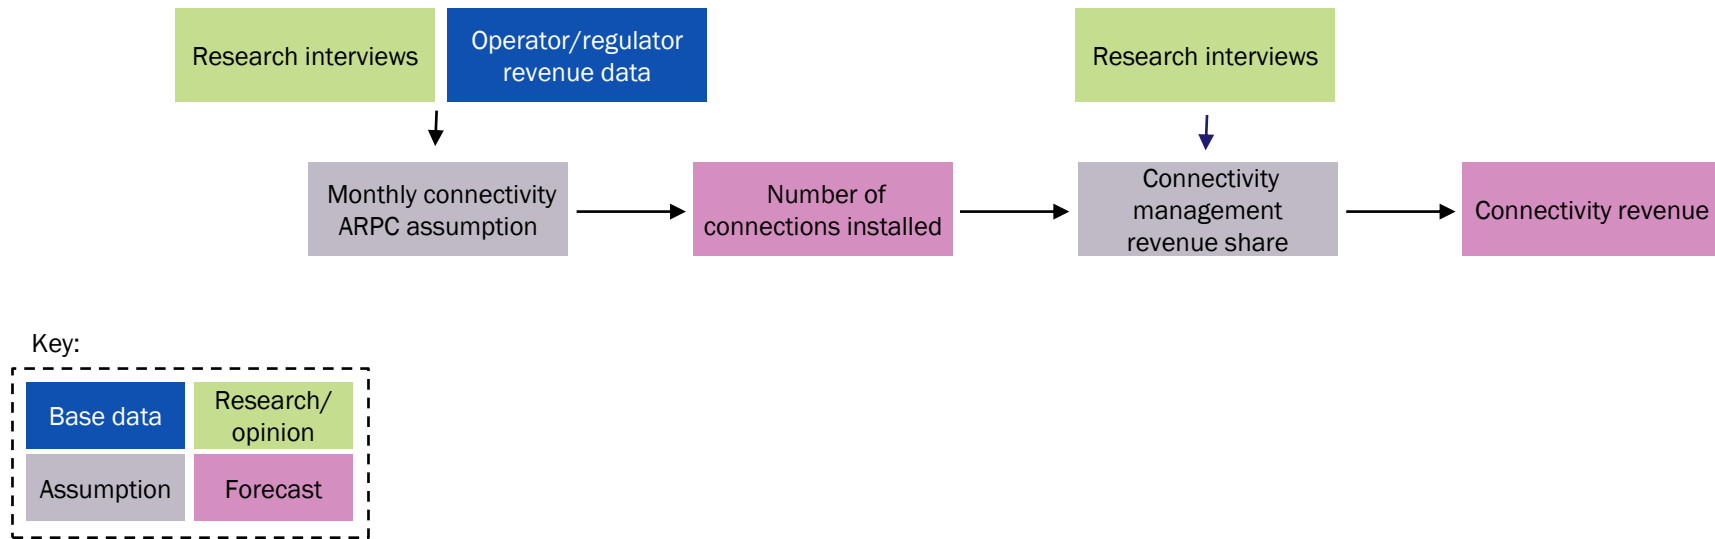 Research interviews
Operator/regulator
revenue data
Research interviews
Monthly connectivity
ARPC assumption
Number of
connections installed
Connectivity
management
revenue share
Connectivity revenue
Key:
Base data
Research/
opinion
Assumption
Forecast